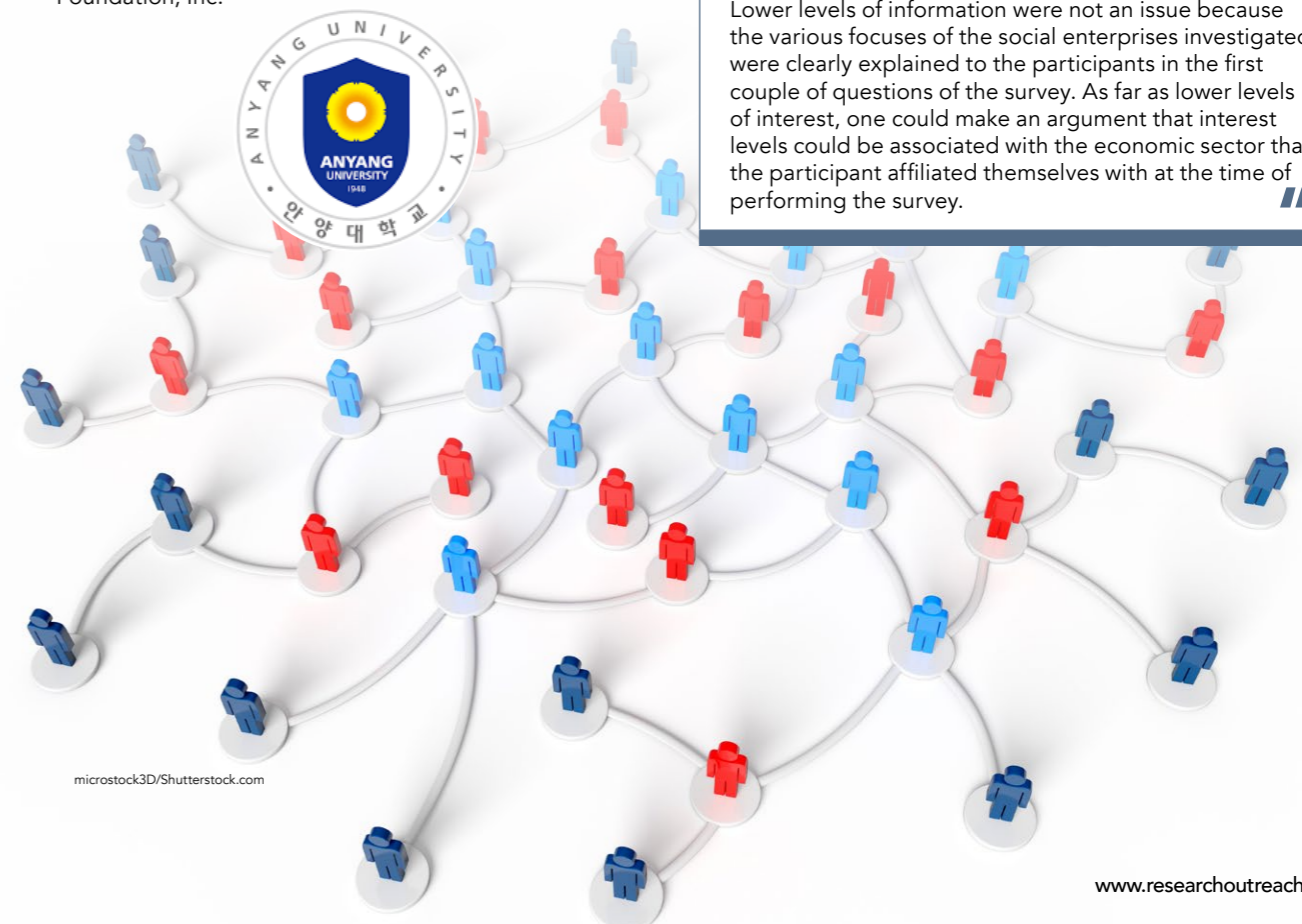 Foundation, Inc.
Lower levels of information were not an issue because
the various focuses of the social enterprises investigated
were clearly explained to the participants in the first
couple of questions of the survey. As far as lower levels
of interest, one could make an argument that interest
levels could be associated with the economic sector tha
the participant affiliated themselves with at the time of
performing the survey.
ANYANG UNIVERSITY
ANYANG
UNIVERSITY
1948
안양대학교
microstock3D/Shutterstock.com
www.researchoutreach